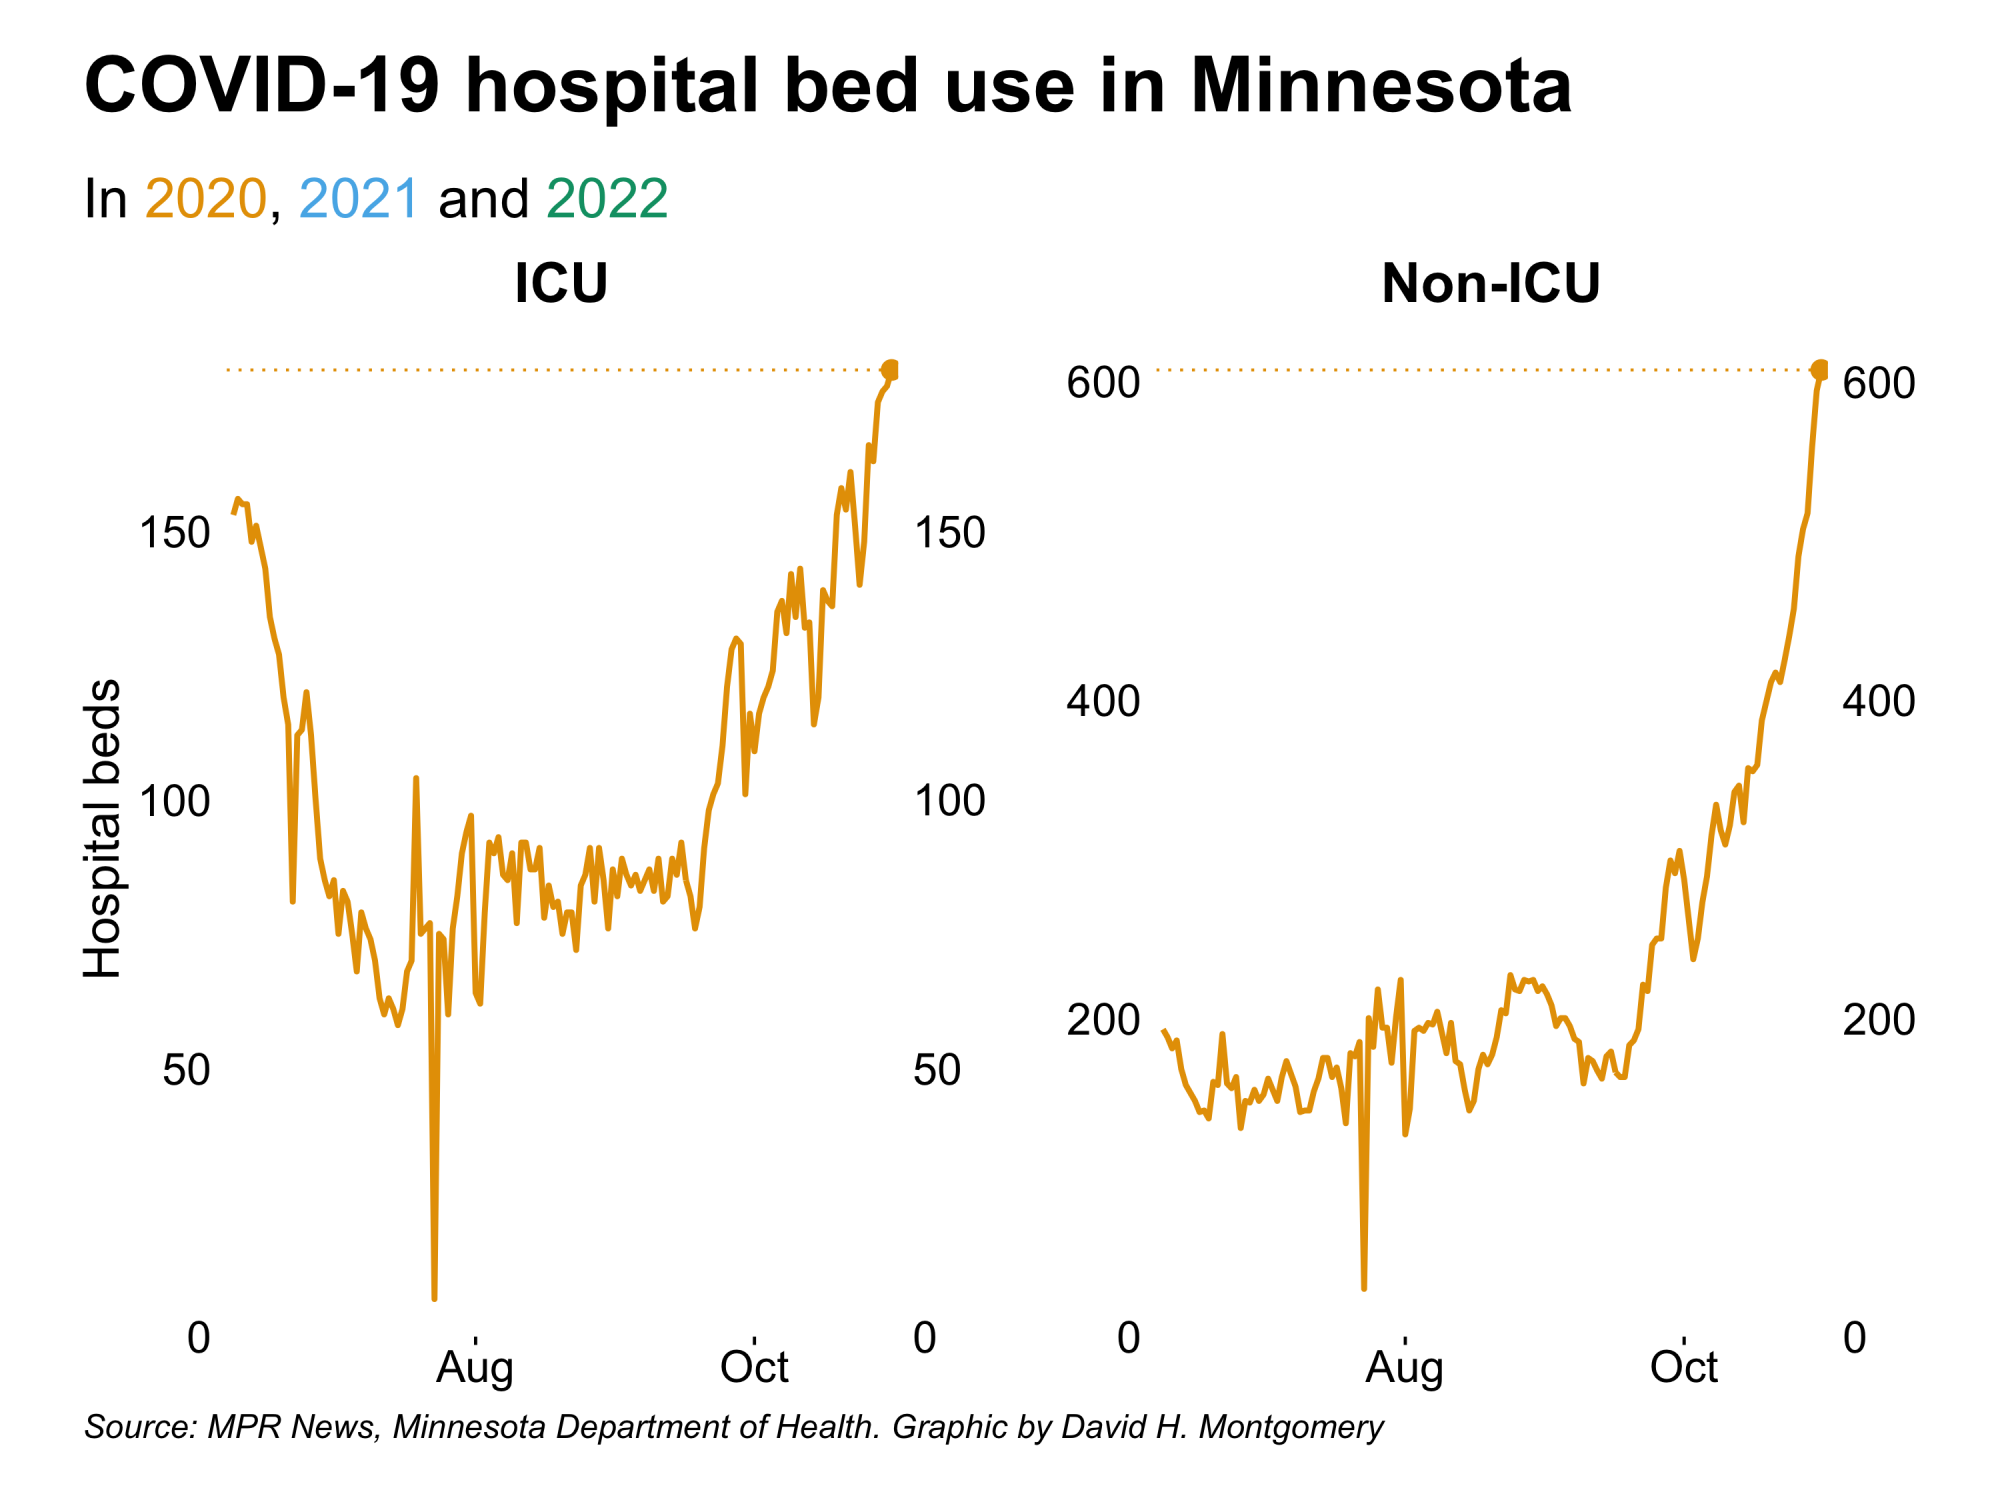 COVID-19 hospital bed use in Minnesota
In 2020, 2021 and 2022
ICU
Non-ICU
Hospital beds
150
100
50
0
150
100
50
0
Aug
Oct
600
400
200
0
600
400
200
0
Aug
Oct
Source: MPR News, Minnesota Department of Health. Graphic by David H. Montgomery